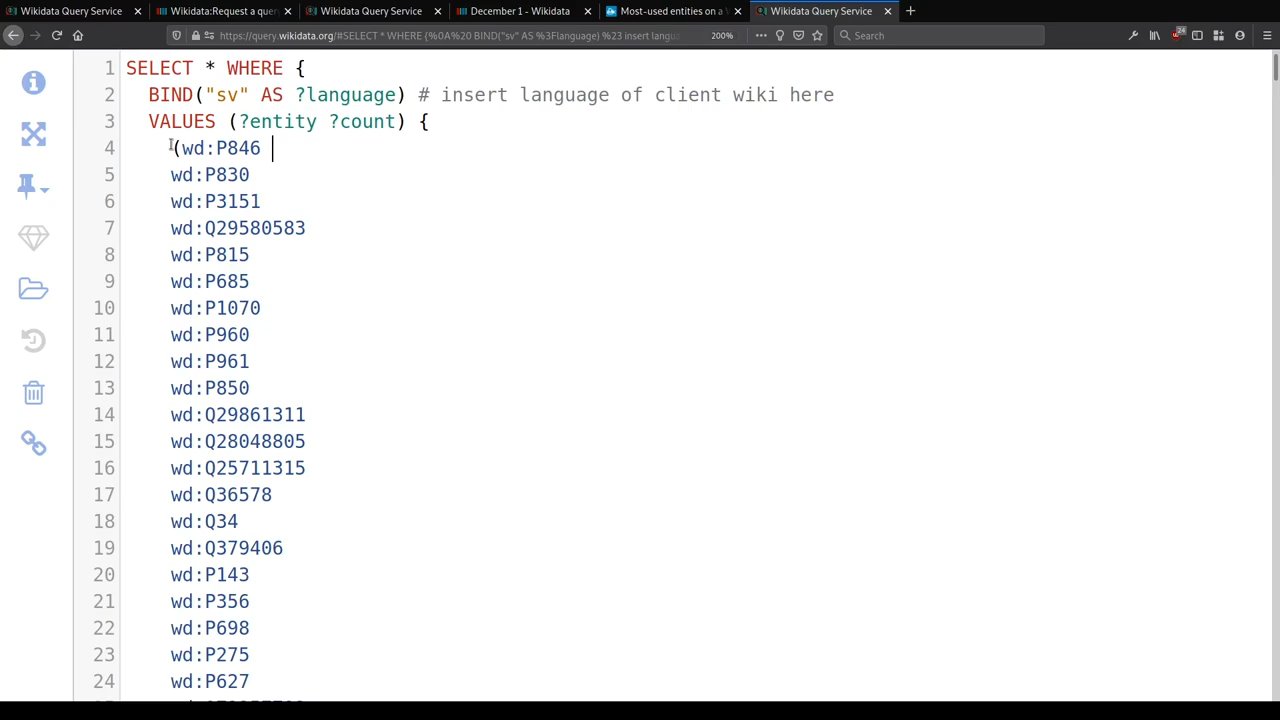 Wikidata Query Service
Wikidata:Request a query
Wikidata Query Service
December 1 - Wikidata
Most-used entities on a
Wikidata Query Service
https://query.wikidata.org/#SELECT * WHERE {%0A%20 BIND("sv" AS %3Flanguage) %23 insert langu
200%
Search
24
1 SELECT * WHERE {
2 BIND("sv" AS ?language) # insert language of client wiki here
3 VALUES (?entity ?count) {
4 (wd:P846
5 wd:P830
6 wd:P3151
7 wd:Q29580583
8 wd:P815
9 wd:P685
10 wd:P1070
11 wd:P960
12 wd:P961
13 wd:P850
14 wd:Q29861311
15 wd:Q28048805
16 wd:Q25711315
17 wd:Q36578
18 wd:Q34
19 wd:Q379406
20 wd:P143
21 wd:P356
22 wd:P698
23 wd:P275
24 wd:P627